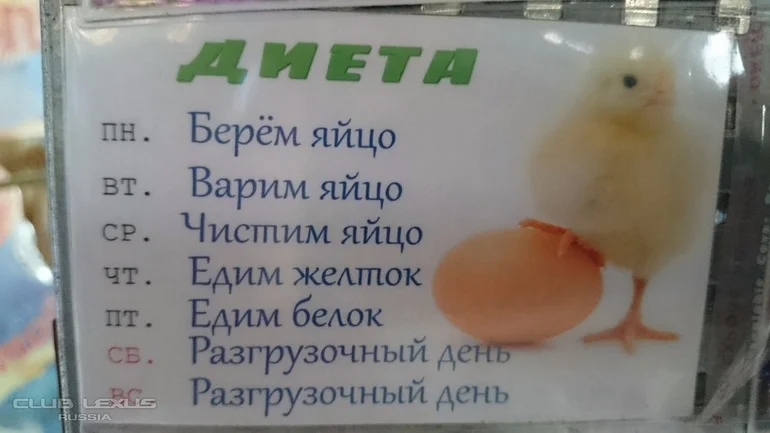 ДИЕТА
ПН. Берём яйцо
ВТ. Варим яйцо
СР. Чистим яйцо
ЧТ. Едим желток
ПТ. Едим белок
СБ. Разгрузочный день
ВС. Разгрузочный день
CLUB LEXUS
RUSSIA